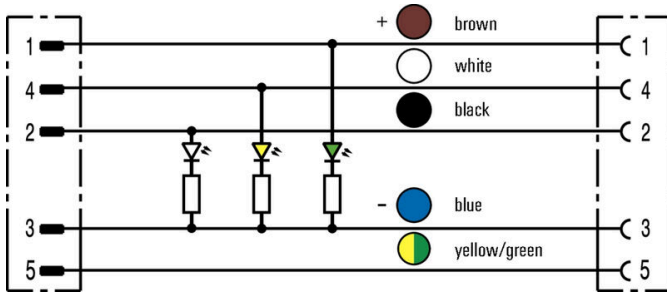 1 + brown 1
white
4 4
black
2 2
3 - blue 3
yellow/green
5 5